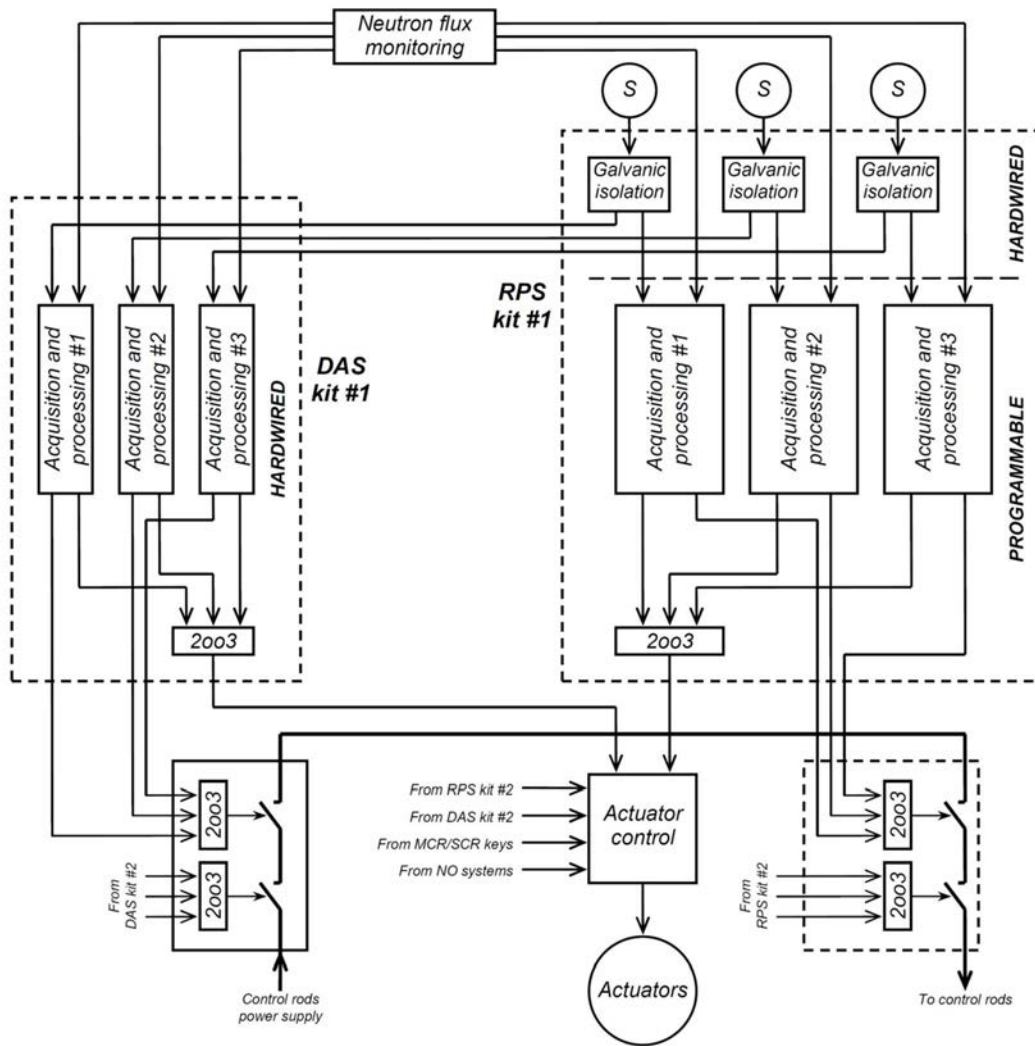 Neutron flux
monitoring
S
S
S
Galvanic
isolation
Galvanic
isolation
Galvanic
isolation
HARDWIRED
RPS
kit #1
DAS
kit #1
Acquisition and
processing #1
Acquisition and
processing #2
Acquisition and
processing #3
HARDWIRED
Acquisition and
processing #1
Acquisition and
processing #2
Acquisition and
processing #3
PROGRAMMABLE
2oo3
2oo3
2oo3
2oo3
From
DAS kit #2
Control rods
power supply
From RPS kit #2
From DAS kit #2
From MCR/SCR keys
From NO systems
Actuator
control
Actuators
2oo3
2oo3
From
RPS kit #2
To control rods